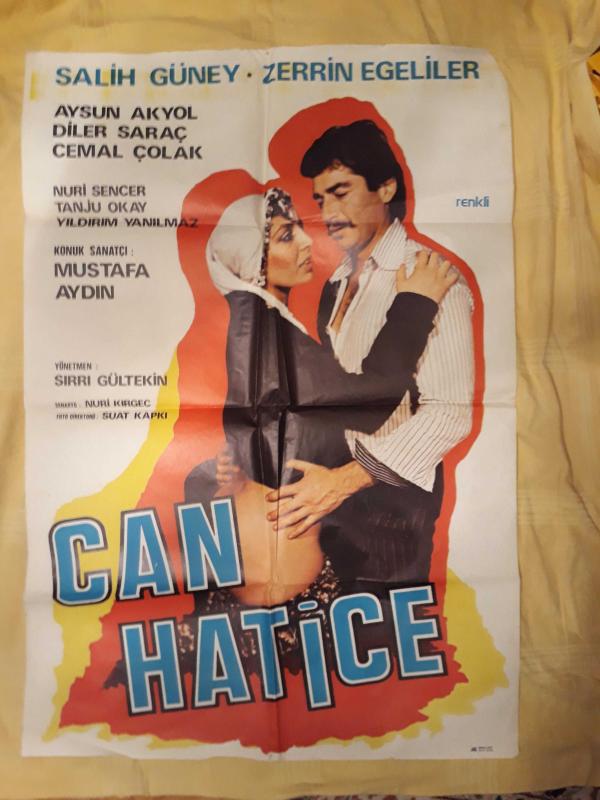 SALİH GÜNEY · ZERRİN EGELİLER
AYSUN AKYOL
DİLER SARAÇ
CEMAL ÇOLAK
NURİ SENCER
TANJU OKAY
YILDIRIM YANILMAZ
renkli
KONUK SANATÇI :
MUSTAFA
AYDIN
YÖNETMEN :
SIRRI GÜLTEKİN
SENARYO : NURİ KIRGEÇ
FOTO DİREKTÖRÜ : SUAT KAPKI
CAN
HATİCE